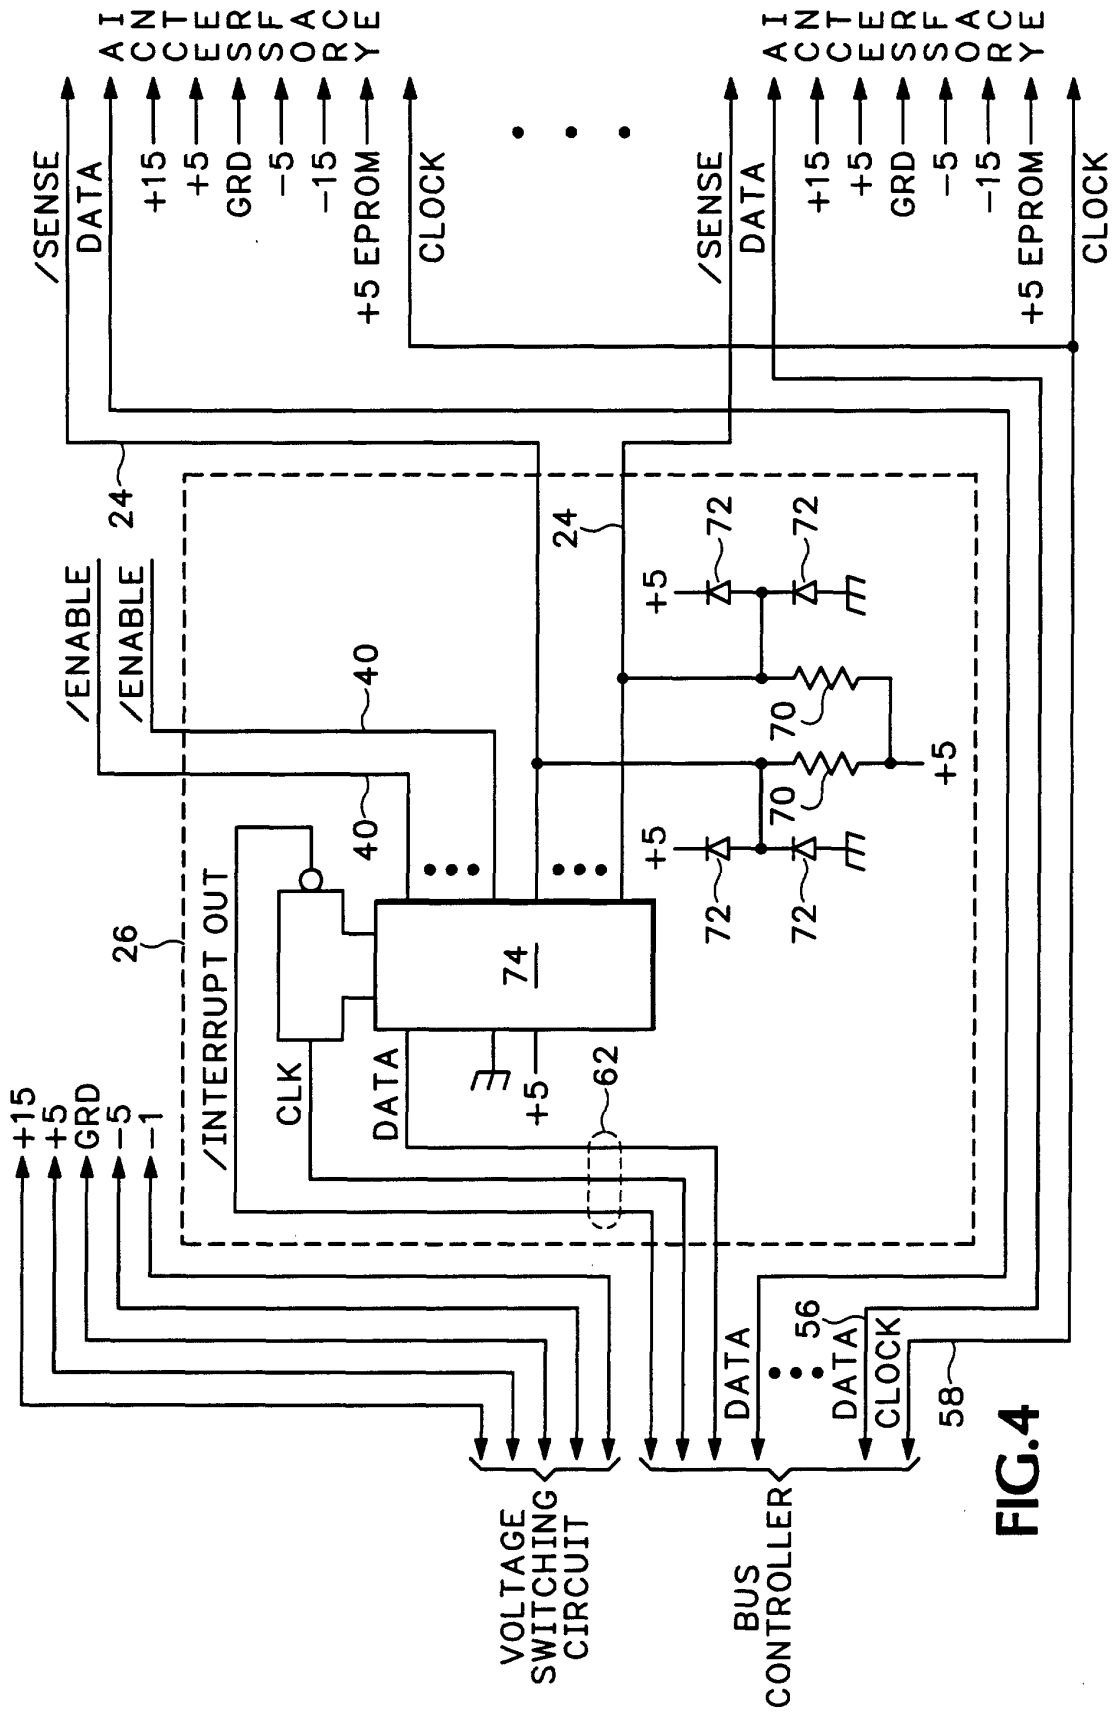 +15
+5
GRD
-5
-1
/SENSE
DATA
+15
+5
GRD
-5
-15
+5 EPROM
CLOCK
ACCESSORY
INTERFACE
24
/ENABLE
/ENABLE
26
/INTERRUPT OUT
40
40
CLK
DATA
74
+5
62
24
VOLTAGE
SWITCHING
CIRCUIT
+5
+5
72
72
72
72
70
70
+5
/SENSE
DATA
+15
+5
GRD
-5
-15
+5 EPROM
CLOCK
ACCESSORY
INTERFACE
BUS
CONTROLLER
DATA
56
DATA
CLOCK
58
FIG.4